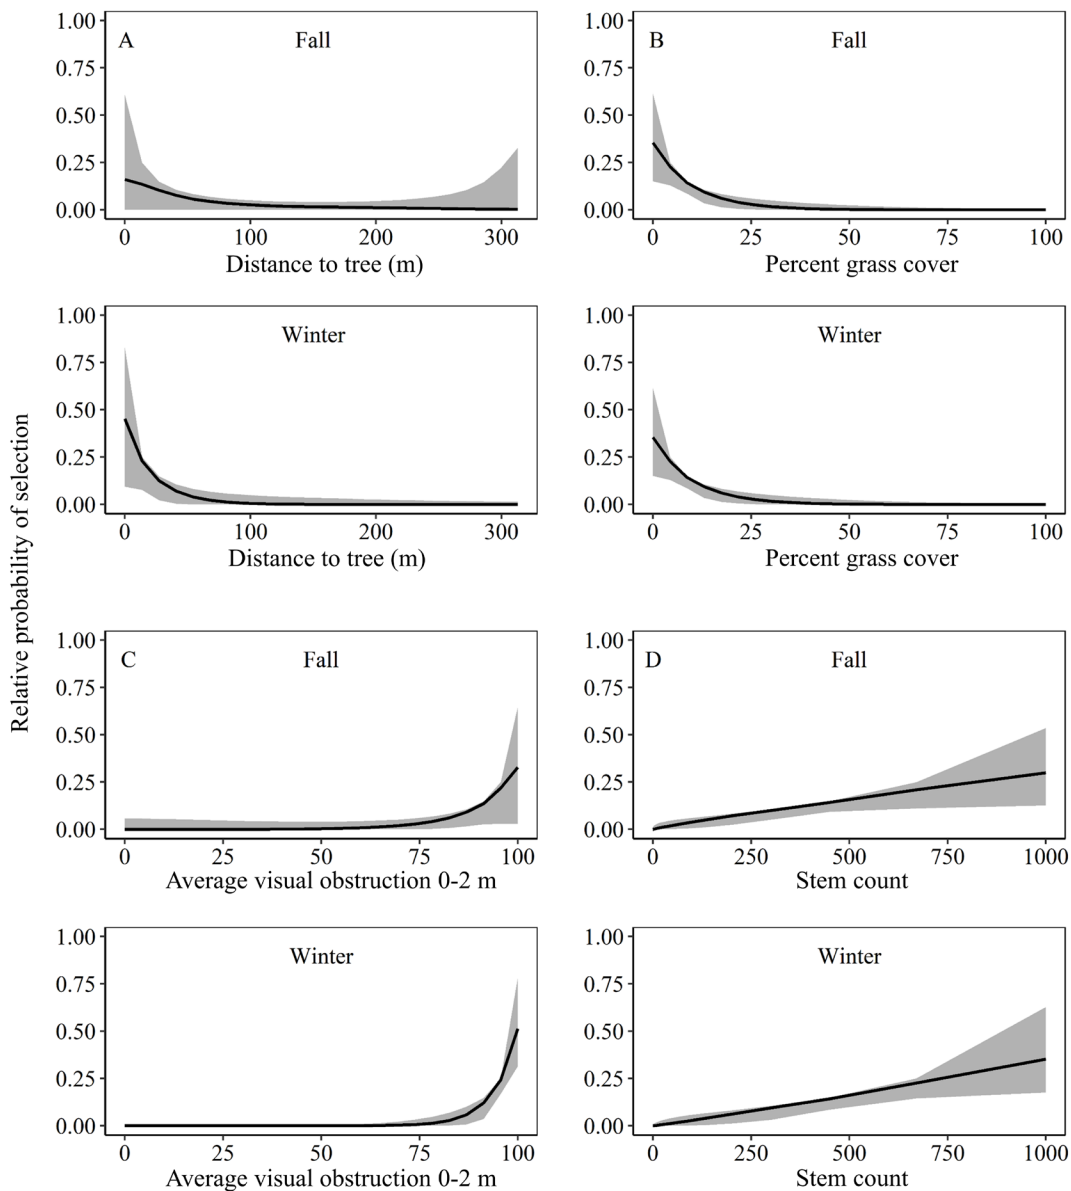 Relative probability of selection
A Fall
1.00
0.75
0.50
0.25
0.00
0 100 200 300
Distance to tree (m)
B Fall
1.00
0.75
0.50
0.25
0.00
0 25 50 75 100
Percent grass cover
Winter
1.00
0.75
0.50
0.25
0.00
0 100 200 300
Distance to tree (m)
Winter
1.00
0.75
0.50
0.25
0.00
0 25 50 75 100
Percent grass cover
C Fall
1.00
0.75
0.50
0.25
0.00
0 25 50 75 100
Average visual obstruction 0-2 m
D Fall
1.00
0.75
0.50
0.25
0.00
0 250 500 750 1000
Stem count
Winter
1.00
0.75
0.50
0.25
0.00
0 25 50 75 100
Average visual obstruction 0-2 m
Winter
1.00
0.75
0.50
0.25
0.00
0 250 500 750 1000
Stem count